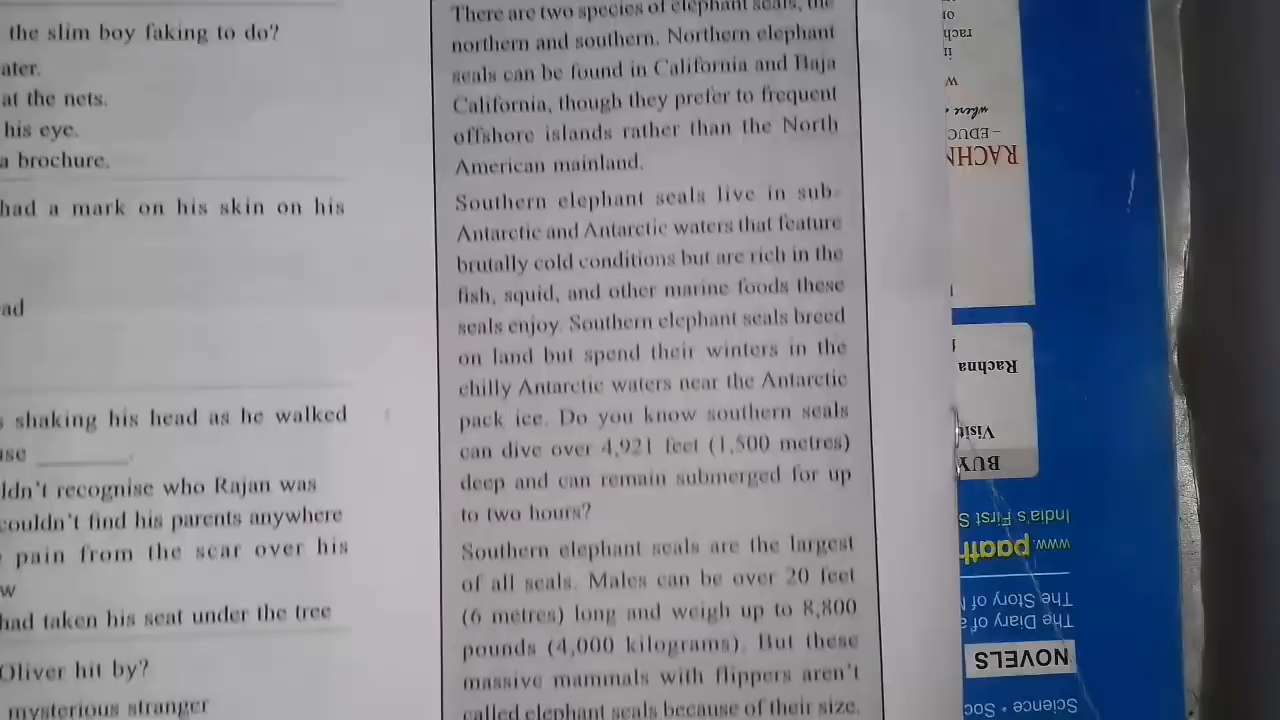 the slim boy faking to do?
ater.
at the nets.
his eye.
a brochure.
had a mark on his skin on his
ad
shaking his head as he walked
use ________.
ldn't recognise who Rajan was
couldn't find his parents anywhere
pain from the scar over his
w
had taken his seat under the tree
Oliver hit by?
mysterious stranger
There are two species of elephant seals, the
northern and southern. Northern elephant
seals can be found in California and Baja
California, though they prefer to frequent
offshore islands rather than the North
American mainland.
Southern elephant seals live in sub-
Antarctic and Antarctic waters that feature
brutally cold conditions but are rich in the
fish, squid, and other marine foods these
seals enjoy. Southern elephant seals breed
on land but spend their winters in the
chilly Antarctic waters near the Antarctic
pack ice. Do you know southern seals
can dive over 4,921 feet (1,500 metres)
deep and can remain submerged for up
to two hours?
Southern elephant seals are the largest
of all seals. Males can be over 20 feet
(6 metres) long and weigh up to 8,800
pounds (4,000 kilograms). But these
massive mammals with flippers aren't
called elephant seals because of their size.
Science • Soc
NOVELS
The Diary of a
The Story of
www.paath
India's First S
BUY
Visit
Rachna
RACHN
– EDUC
where
W
in
rach
or